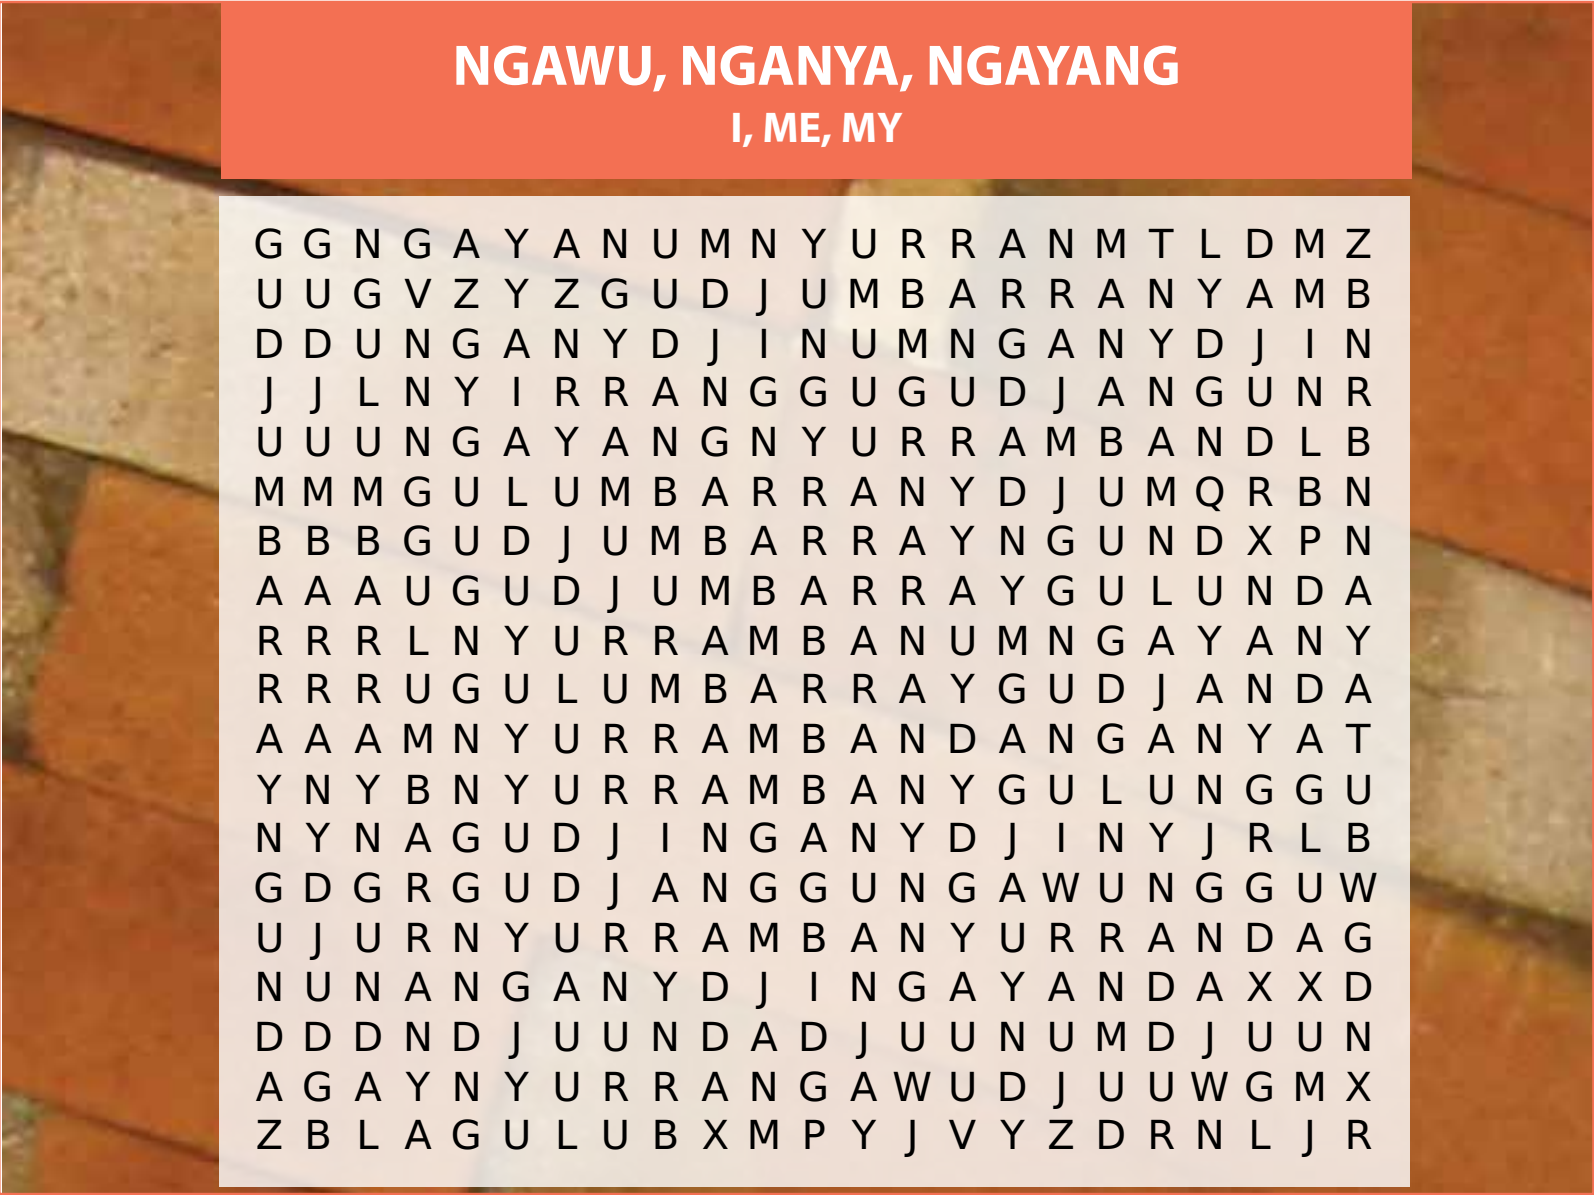 NGAWU, NGANYA, NGAYANG
I, ME, MY
G G N G A Y A N U M N Y U R R A N M T L D M Z
U U G V Z Y Z G U D J U M B A R R A N Y A M B
D D U N G A N Y D J I N U M N G A N Y D J I N
J J L N Y I R R A N G G U G U D J A N G U N R
U U U N G A Y A N G N Y U R R A M B A N D L B
M M M G U L U M B A R R A N Y D J U M Q R B N
B B B G U D J U M B A R R A Y N G U N D X P N
A A A U G U D J U M B A R R A Y G U L U N D A
R R R L N Y U R R A M B A N U M N G A Y A N Y
R R R U G U L U M B A R R A Y G U D J A N D A
A A A M N Y U R R A M B A N D A N G A N Y A T
Y N Y B N Y U R R A M B A N Y G U L U N G G U
N Y N A G U D J I N G A N Y D J I N Y J R L B
G D G R G U D J A N G G U N G A W U N G G U W
U J U R N Y U R R A M B A N Y U R R A N D A G
N U N A N G A N Y D J I N G A Y A N D A X X D
D D D N D J U U N D A D J U U N U M D J U U N
A G A Y N Y U R R A N G A W U D J U U W G M X
Z B L A G U L U B X M P Y J V Y Z D R N L J R